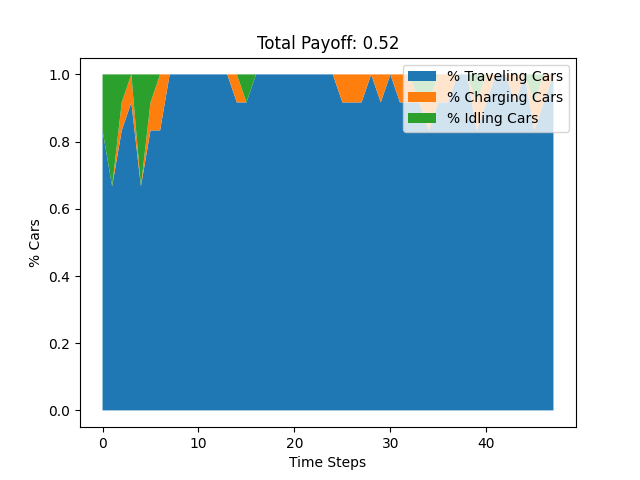 Total Payoff: 0.52
% Traveling Cars
% Charging Cars
% Idling Cars
1.0
0.8
0.6
0.4
0.2
0.0
% Cars
0
10
20
30
40
Time Steps